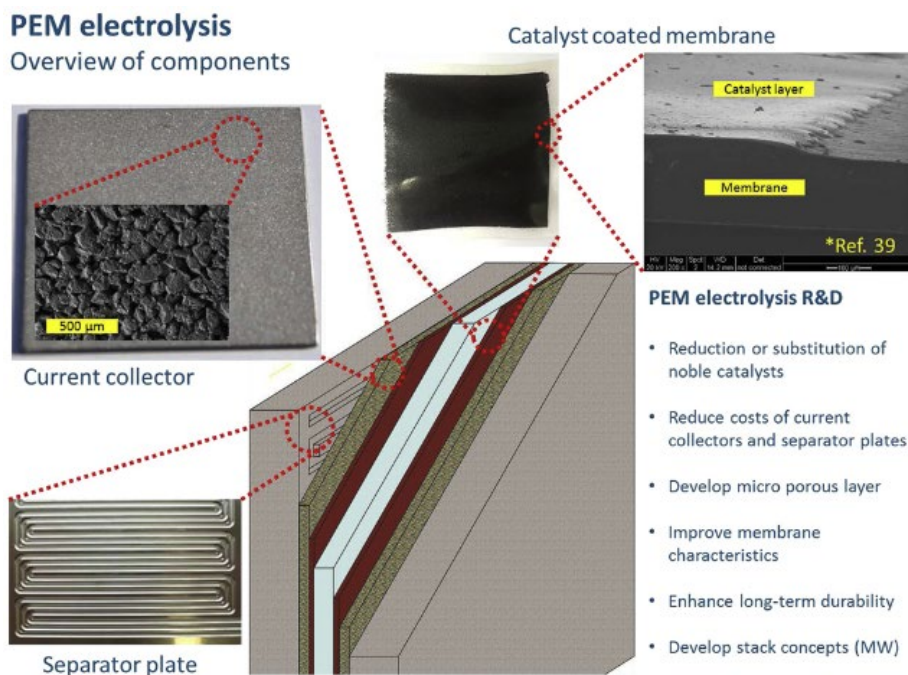 PEM electrolysis
Overview of components
Catalyst coated membrane
Catalyst layer
Membrane
*Ref. 39
500 µm
Current collector
Separator plate
PEM electrolysis R&D
• Reduction or substitution of
noble catalysts
• Reduce costs of current
collectors and separator plates
• Develop micro porous layer
• Improve membrane
characteristics
• Enhance long-term durability
• Develop stack concepts (MW)